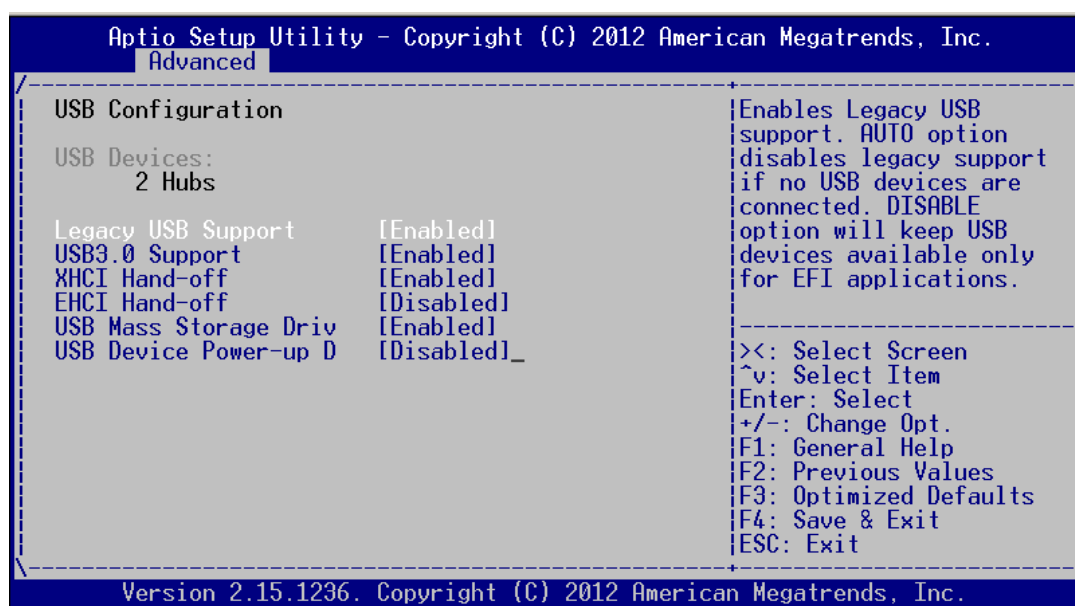 Aptio Setup Utility - Copyright (C) 2012 American Megatrends, Inc.
Advanced
USB Configuration
USB Devices:
2 Hubs
Legacy USB Support [Enabled]
USB3.0 Support [Enabled]
XHCI Hand-off [Enabled]
EHCI Hand-off [Disabled]
USB Mass Storage Driv [Enabled]
USB Device Power-up D [Disabled]_
Enables Legacy USB
support. AUTO option
disables legacy support
if no USB devices are
connected. DISABLE
option will keep USB
devices available only
for EFI applications.
><: Select Screen
^v: Select Item
Enter: Select
+/-: Change Opt.
F1: General Help
F2: Previous Values
F3: Optimized Defaults
F4: Save & Exit
ESC: Exit
Version 2.15.1236. Copyright (C) 2012 American Megatrends, Inc.